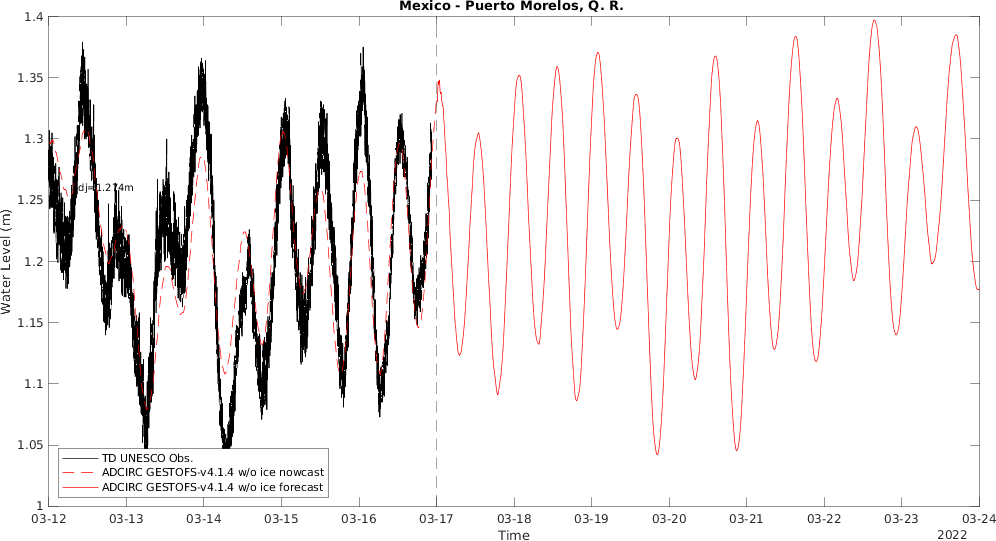 Mexico - Puerto Morelos, Q. R.
1.4
1.35
1.3
1.25
1.2
1.15
1.1
1.05
1
Water Level (m)
adj=1.274m
TD UNESCO Obs.
ADCIRC GESTOFS-v4.1.4 w/o ice nowcast
ADCIRC GESTOFS-v4.1.4 w/o ice forecast
03-12 03-13 03-14 03-15 03-16 03-17 03-18 03-19 03-20 03-21 03-22 03-23 03-24
Time
2022